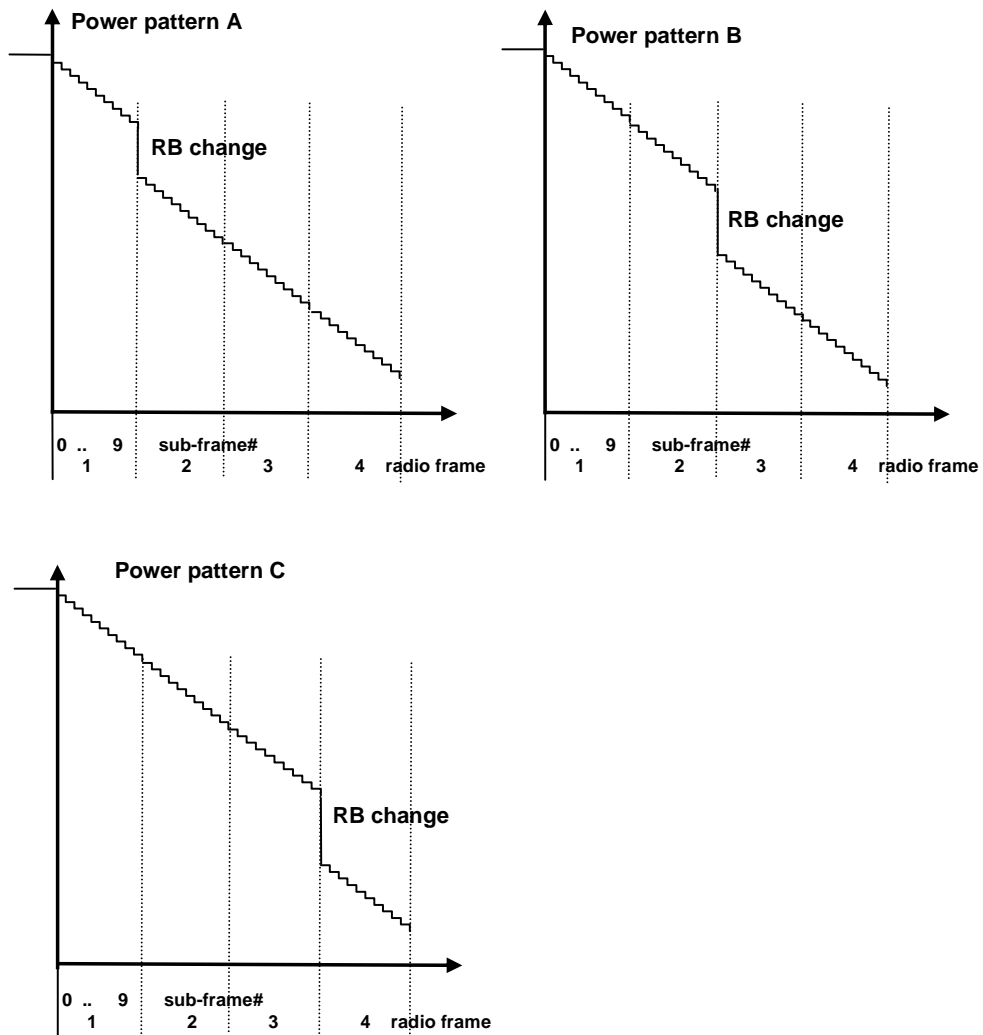 Power pattern A
RB change
0 .. 9 sub-frame#
1 2 3 4 radio frame
Power pattern B
RB change
0 .. 9 sub-frame#
1 2 3 4 radio frame
Power pattern C
RB change
0 .. 9 sub-frame#
1 2 3 4 radio frame